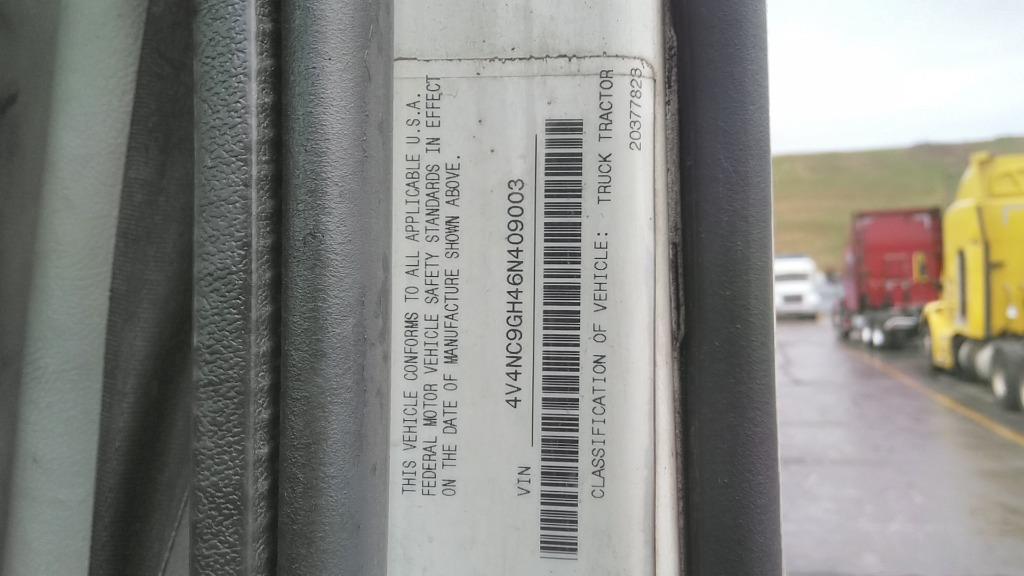 THIS VEHICLE CONFORMS TO ALL APPLICABLE U.S.A.
FEDERAL MOTOR VEHICLE SAFETY STANDARDS IN EFFECT
ON THE DATE OF MANUFACTURE SHOWN ABOVE.
VIN 4V4NC9GH46N409003
CLASSIFICATION OF VEHICLE: TRUCK TRACTOR
20377823